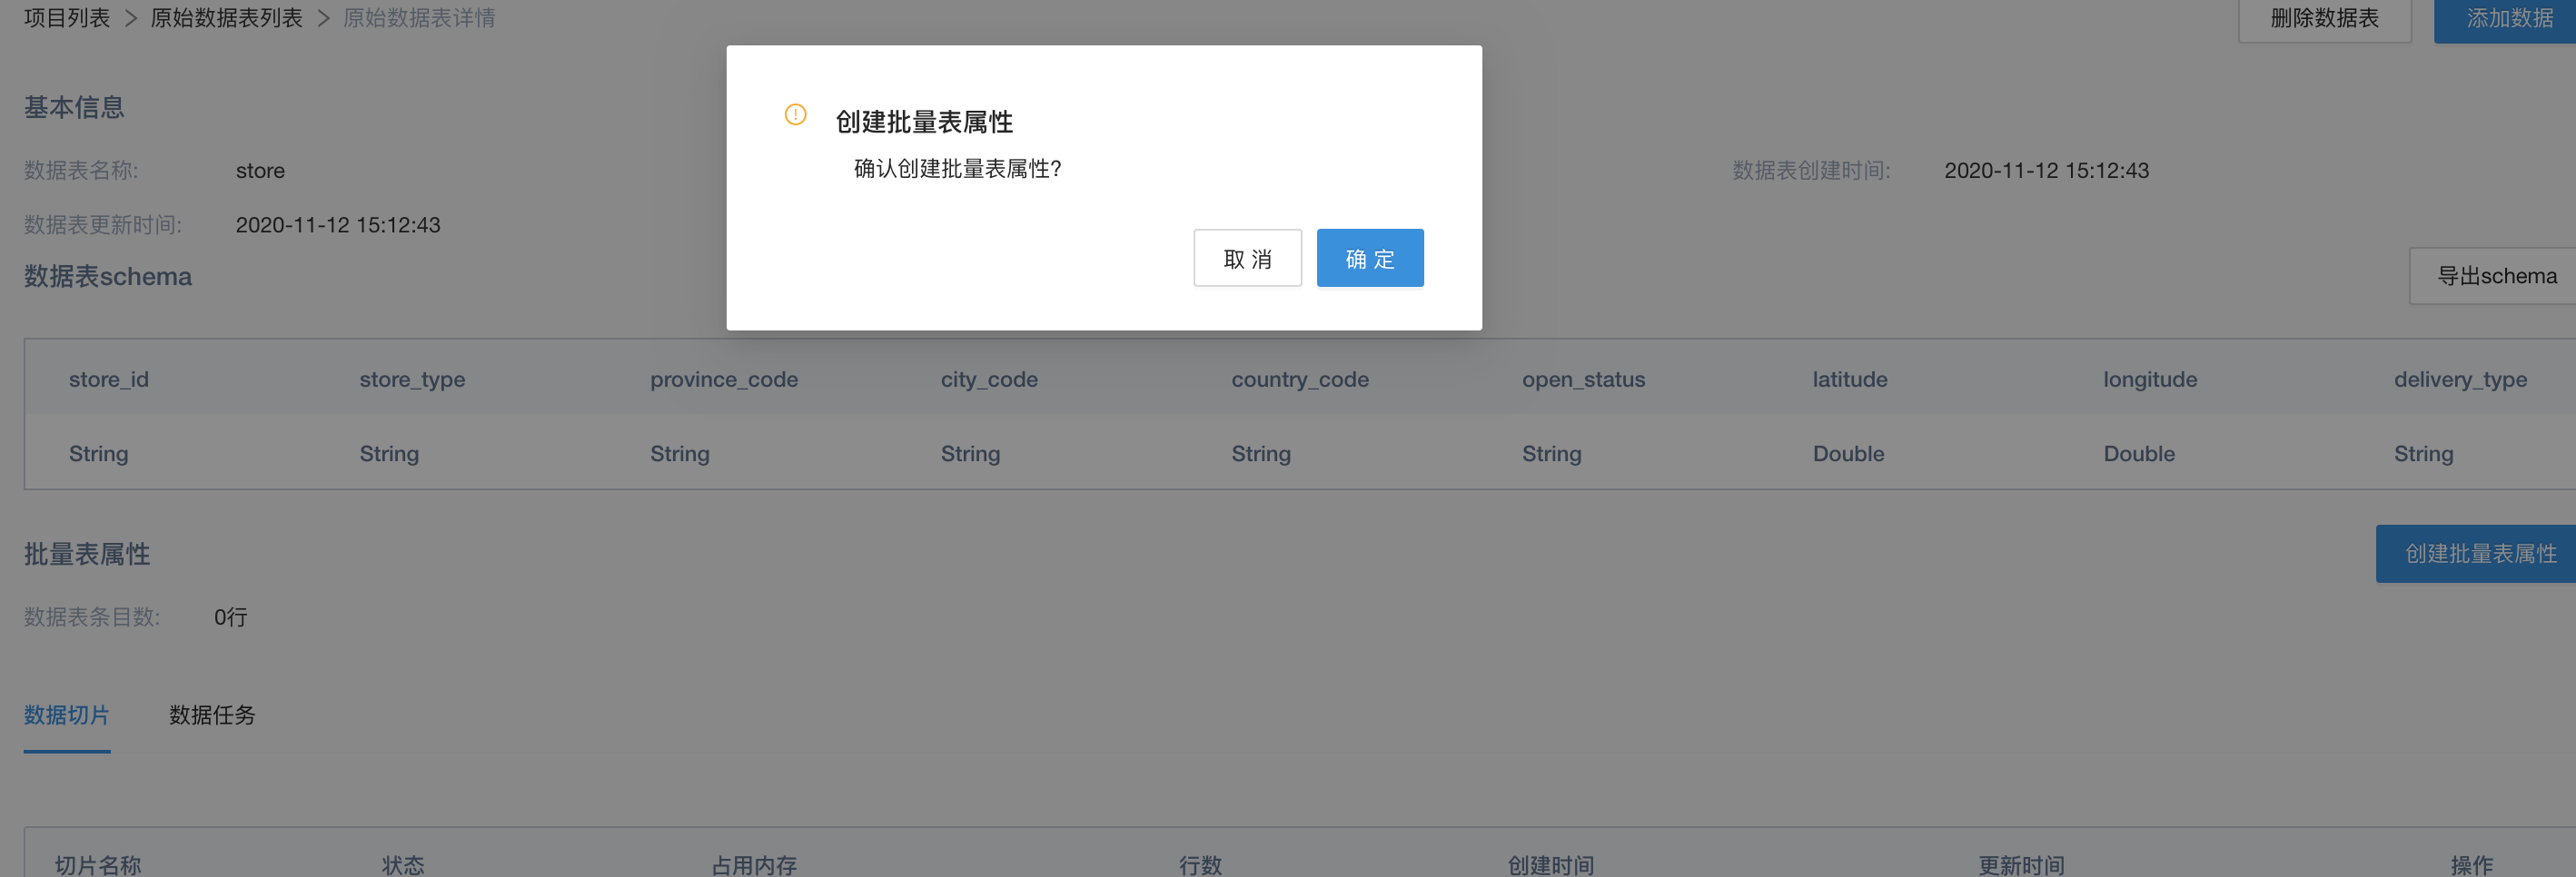 项目列表 > 原始数据表列表 > 原始数据表详情
删除数据表
添加数据
创建批量表属性
确认创建批量表属性?
取 消
确 定
基本信息
数据表名称: store
数据表创建时间: 2020-11-12 15:12:43
数据表更新时间: 2020-11-12 15:12:43
数据表schema
导出schema
store_id store_type province_code city_code country_code open_status latitude longitude delivery_type
String String String String String String Double Double String
批量表属性
创建批量表属性
数据表条目数: 0行
数据切片 数据任务
切片名称 状态 占用内存 行数 创建时间 更新时间 操作